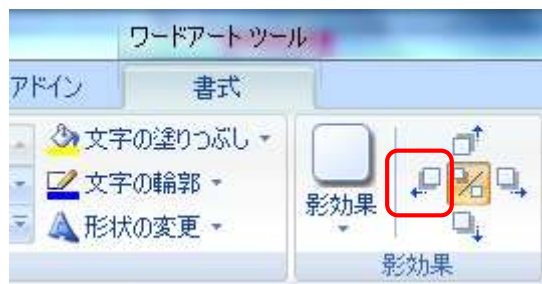 ワードアート ツール
アドイン
書式
文字の塗りつぶし
文字の輪郭
形状の変更
影効果
影効果